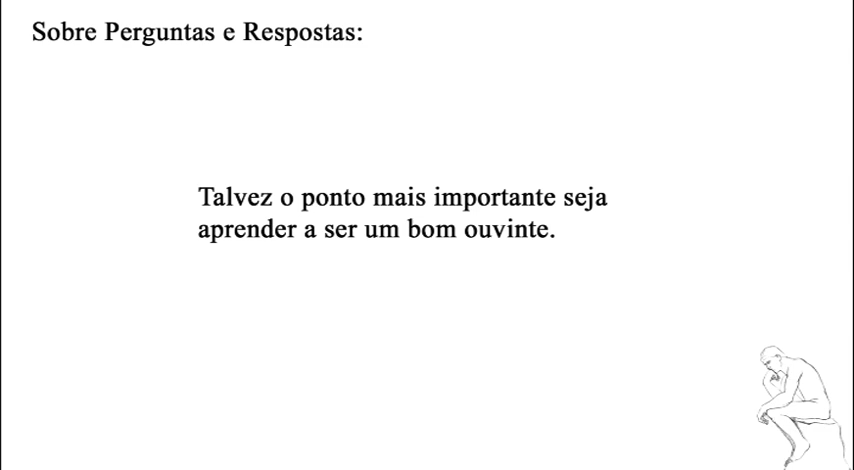 Sobre Perguntas e Respostas:
Talvez o ponto mais importante seja
aprender a ser um bom ouvinte.